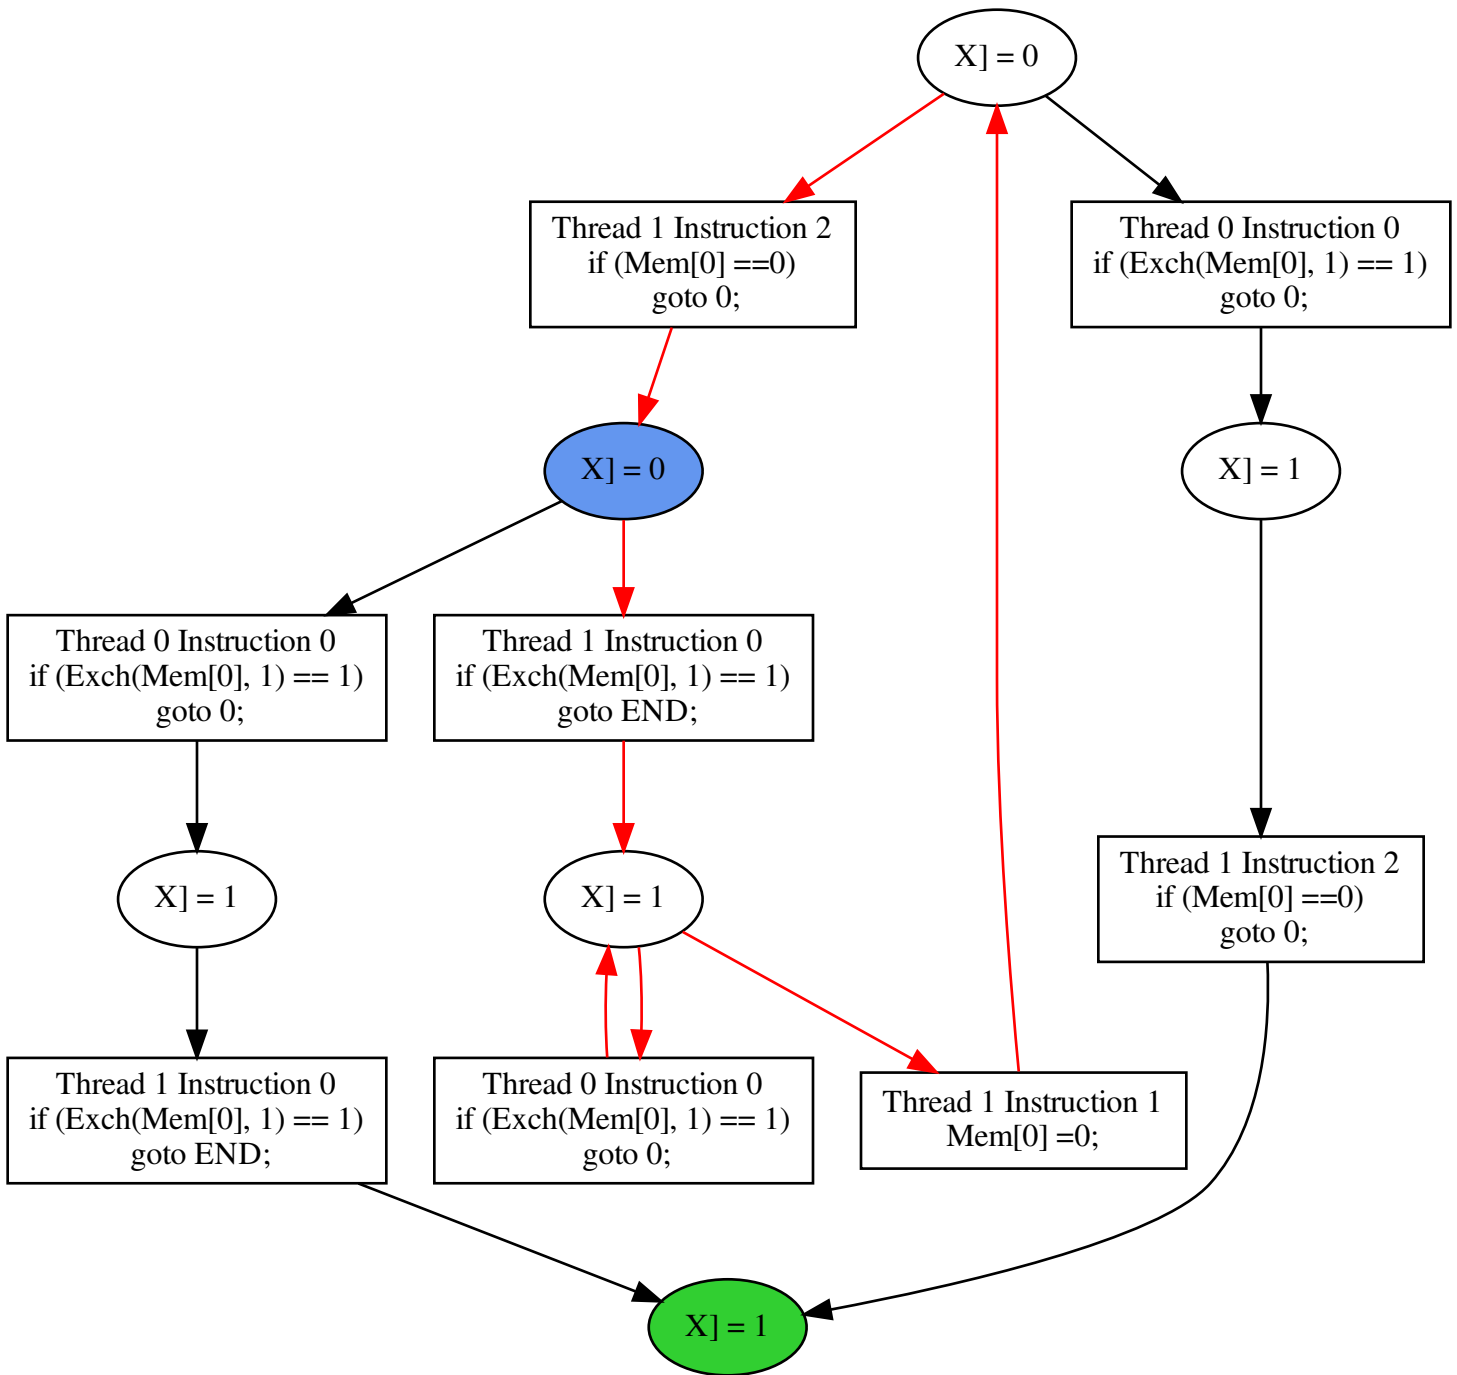 X] = 0
Thread 1 Instruction 2
if (Mem[0] ==0)
goto 0;
Thread 0 Instruction 0
if (Exch(Mem[0], 1) == 1)
goto 0;
X] = 0
X] = 1
Thread 0 Instruction 0
if (Exch(Mem[0], 1) == 1)
goto 0;
Thread 1 Instruction 0
if (Exch(Mem[0], 1) == 1)
goto END;
X] = 1
X] = 1
Thread 1 Instruction 2
if (Mem[0] ==0)
goto 0;
Thread 1 Instruction 0
if (Exch(Mem[0], 1) == 1)
goto END;
Thread 0 Instruction 0
if (Exch(Mem[0], 1) == 1)
goto 0;
Thread 1 Instruction 1
Mem[0] =0;
X] = 1